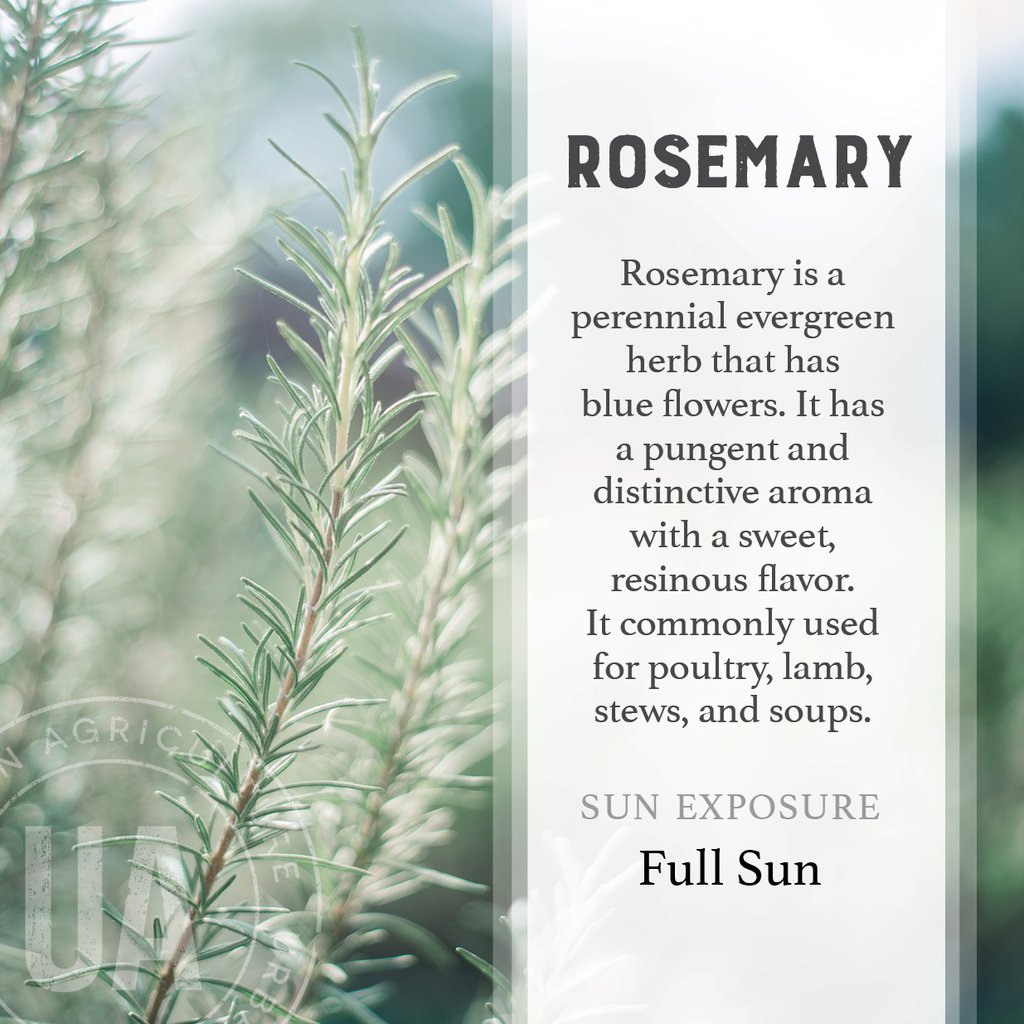 ROSEMARY
Rosemary is a
perennial evergreen
herb that has
blue flowers. It has
a pungent and
distinctive aroma
with a sweet,
resinous flavor.
It commonly used
for poultry, lamb,
stews, and soups.
SUN EXPOSURE
Full Sun
UA